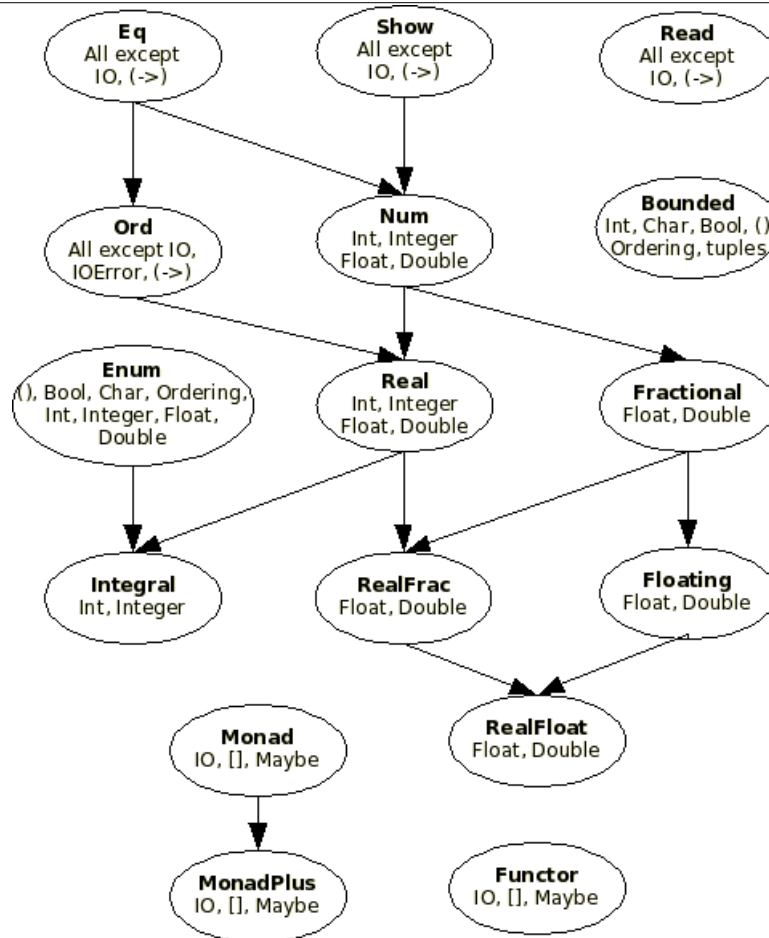 Eq
All except
IO, (->)
Show
All except
IO, (->)
Read
All except
IO, (->)
Ord
All except IO,
IOError, (->)
Num
Int, Integer
Float, Double
Bounded
Int, Char, Bool, ()
Ordering, tuples
Enum
(), Bool, Char, Ordering,
Int, Integer, Float,
Double
Real
Int, Integer
Float, Double
Fractional
Float, Double
Integral
Int, Integer
RealFrac
Float, Double
Floating
Float, Double
Monad
IO, [], Maybe
RealFloat
Float, Double
MonadPlus
IO, [], Maybe
Functor
IO, [], Maybe